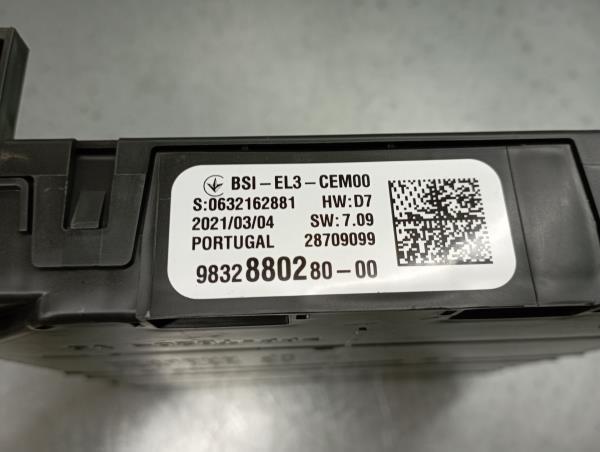 BSI-EL3-CEM00
S:0632162881 HW:D7
2021/03/04 SW:7.09
PORTUGAL 28709099
9832880280-00